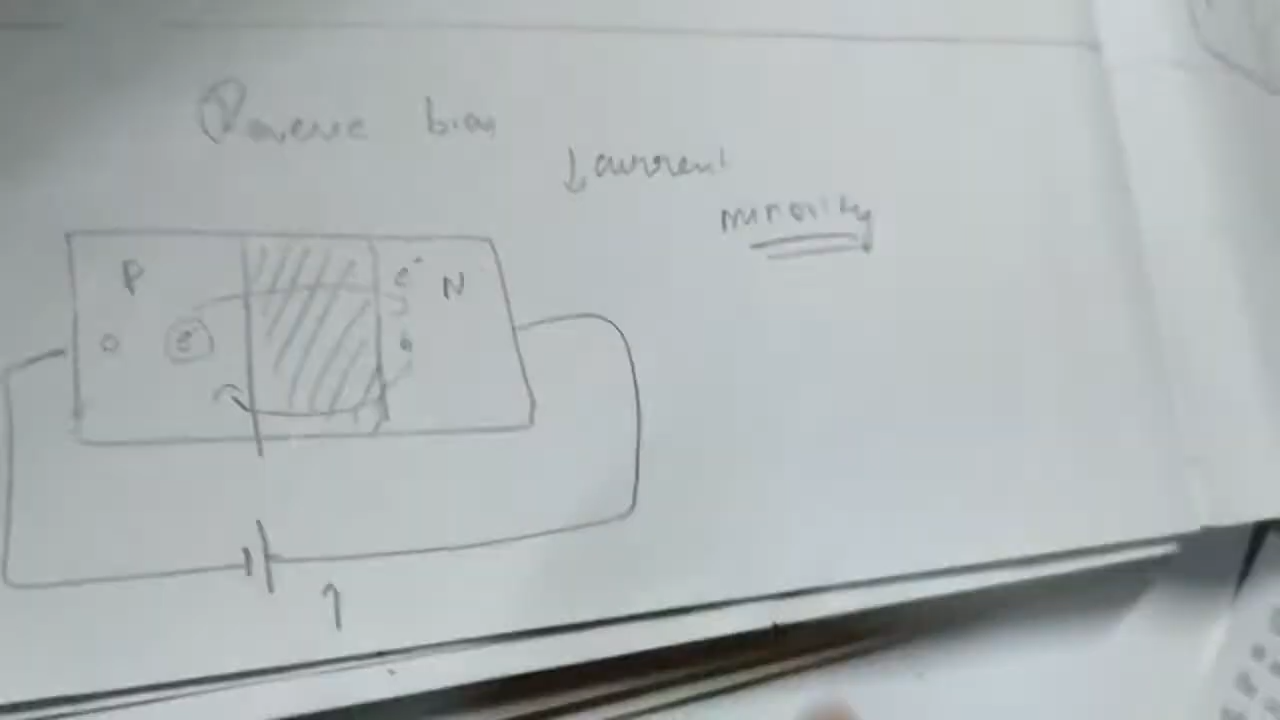 Reverse bias
↓ current
minority
P e⁻ N
o e⁻ o
↑